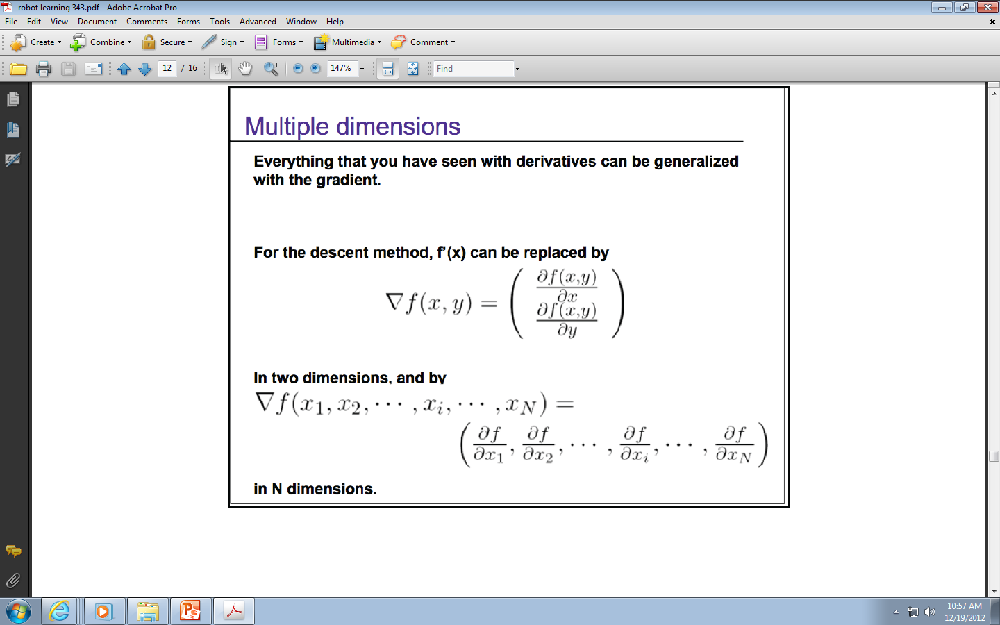 robot learning 343.pdf - Adobe Acrobat Pro
File Edit View Document Comments Forms Tools Advanced Window Help
Create Combine Secure Sign Forms Multimedia Comment
12 / 16 147% Find
Multiple dimensions
Everything that you have seen with derivatives can be generalized
with the gradient.
For the descent method, f'(x) can be replaced by
∇f(x, y) = ( ∂f(x,y)/∂x ∂f(x,y)/∂y )
In two dimensions, and by
∇f(x₁, x₂, ··· , xᵢ, ··· , x_N) =
( ∂f/∂x₁, ∂f/∂x₂, ··· , ∂f/∂xᵢ, ··· , ∂f/∂x_N )
in N dimensions.
10:57 AM
12/19/2012